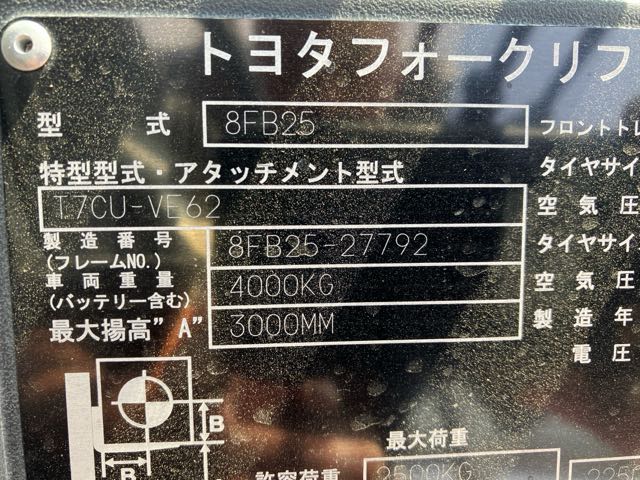 トヨタフォークリフ
型 式 8FB25 フロントトレ
特型型式・アタッチメント型式 タイヤサイ
T7CU-VE62 空気圧
製造番号 8FB25-27792 タイヤサイ
(フレームNO.)
車両重量 4000KG 空気圧
(バッテリー含む)
最大揚高"A" 3000MM 製造年
電圧
B
最大荷重
B 許容荷重 2500KG 2250